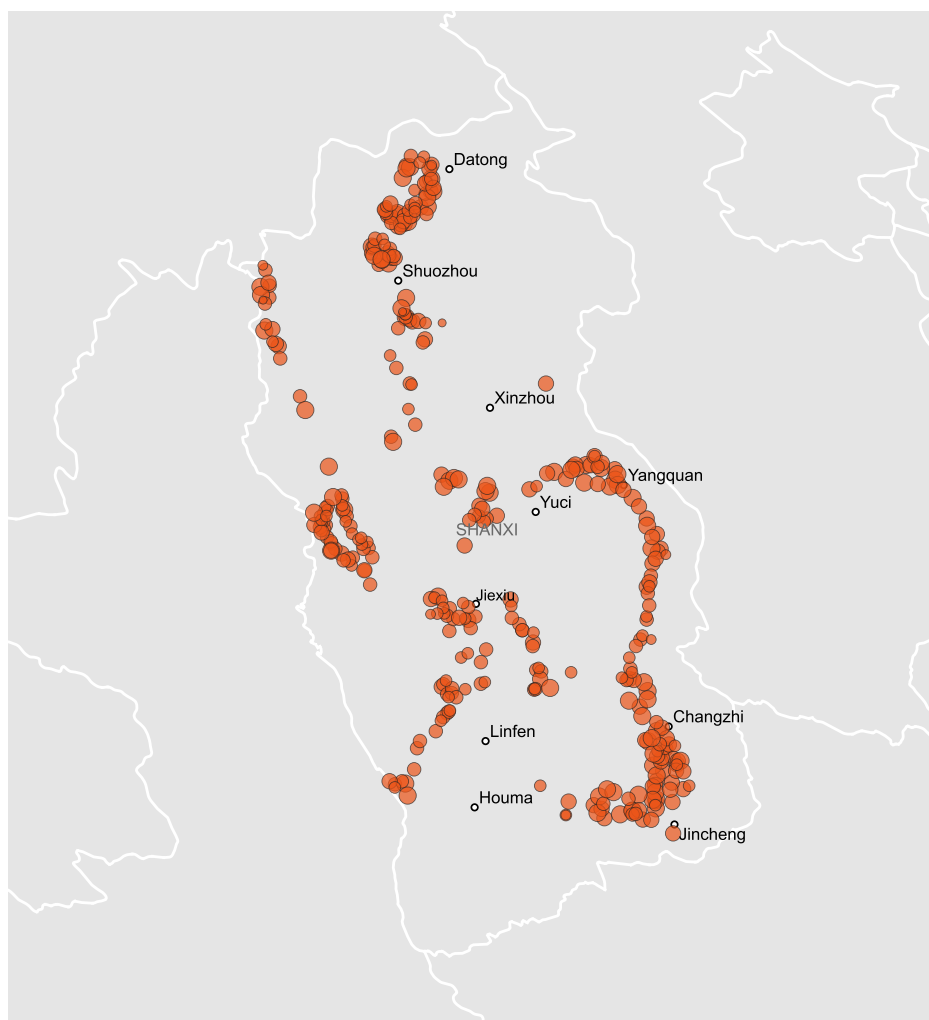 Datong
Shuozhou
Xinzhou
Yangquan
Yuci
SHANXI
Jiexiu
Changzhi
Linfen
Houma
Jincheng